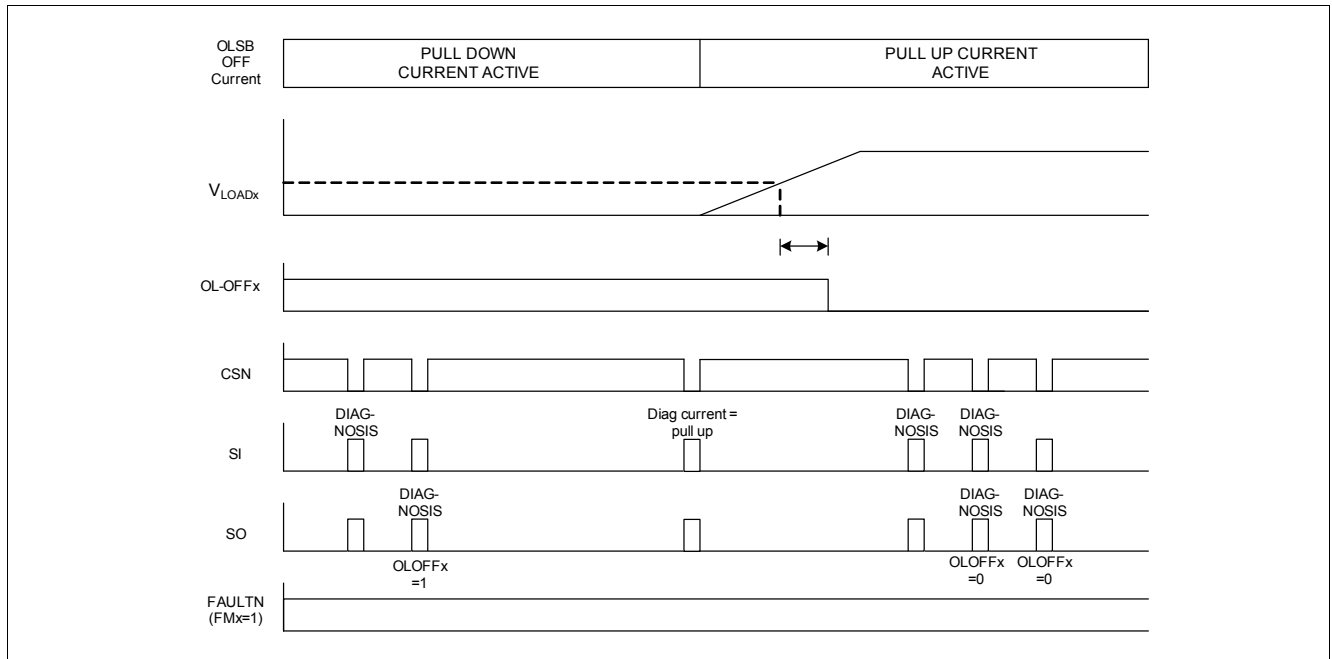 OLSB
OFF
Current
PULL DOWN
CURRENT ACTIVE
PULL UP CURRENT
ACTIVE
VLOADx
OL-OFFx
CSN
SI
DIAG-
NOSIS
Diag current =
pull up
DIAG-
NOSIS
DIAG-
NOSIS
SO
DIAG-
NOSIS
OLOFFx
=1
DIAG-
NOSIS
OLOFFx
=0
DIAG-
NOSIS
OLOFFx
=0
FAULTN
(FMx=1)